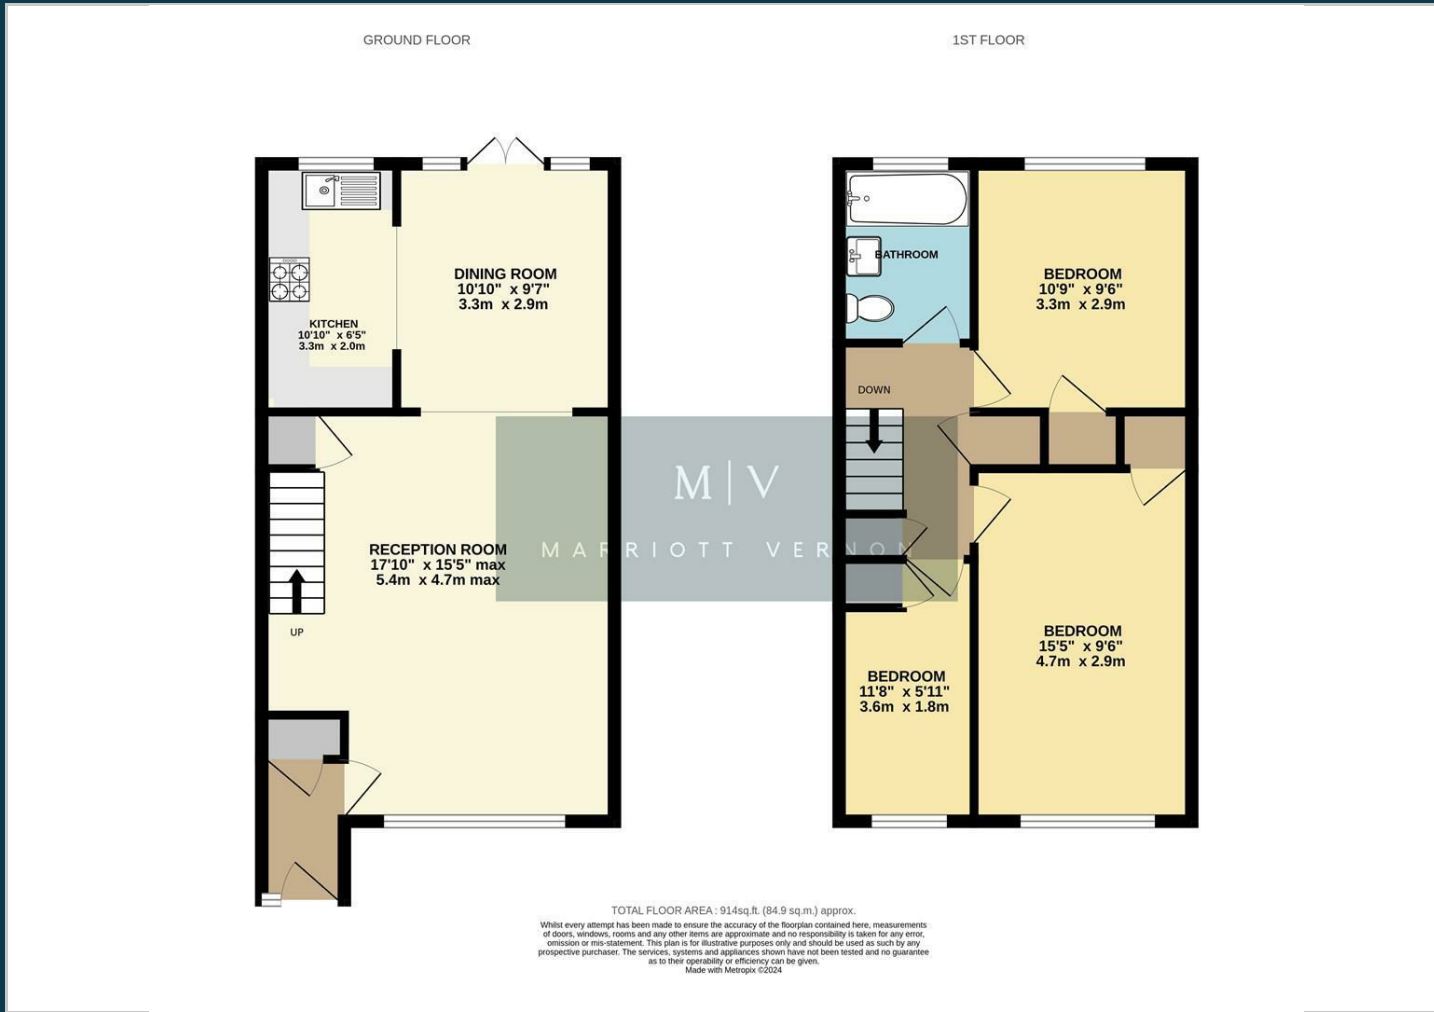 GROUND FLOOR
1ST FLOOR
KITCHEN
10'10" x 6'5"
3.3m x 2.0m
DINING ROOM
10'10" x 9'7"
3.3m x 2.9m
RECEPTION ROOM
17'10" x 15'5" max
5.4m x 4.7m max
UP
BATHROOM
BEDROOM
10'9" x 9'6"
3.3m x 2.9m
DOWN
M|V
MARRIOTT VERNON
BEDROOM
15'5" x 9'6"
4.7m x 2.9m
BEDROOM
11'8" x 5'11"
3.6m x 1.8m
TOTAL FLOOR AREA : 914sq.ft. (84.9 sq.m.) approx.
Whilst every attempt has been made to ensure the accuracy of the floorplan contained here, measurements
of doors, windows, rooms and any other items are approximate and no responsibility is taken for any error,
omission or mis-statement. This plan is for illustrative purposes only and should be used as such by any
prospective purchaser. The services, systems and appliances shown have not been tested and no guarantee
as to their operability or efficiency can be given.
Made with Metropix ©2024